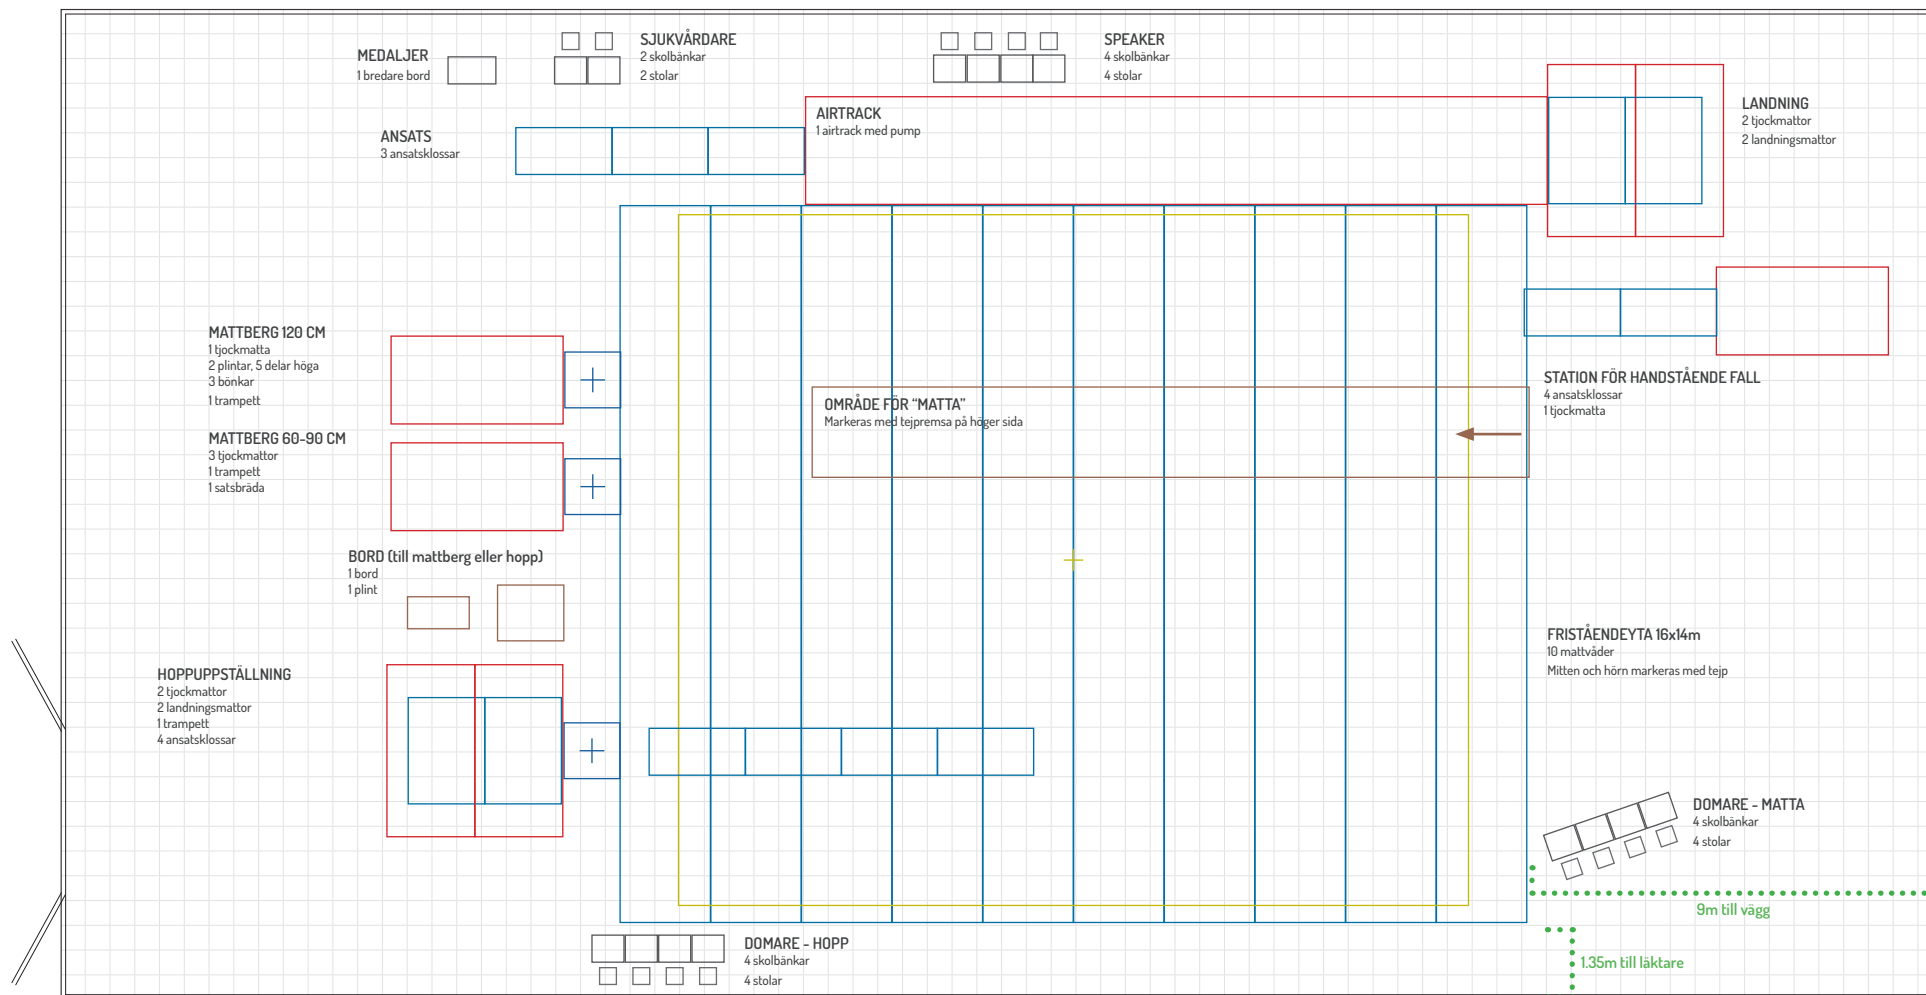 MEDALJER
1 bredare bord
SJUKVÅRDARE
2 skolbänkar
2 stolar
SPEAKER
4 skolbänkar
4 stolar
LANDNING
2 tjockmattor
2 landningsmattor
AIRTRACK
1 airtrack med pump
ANSATS
3 ansatsklossar
MATTBERG 120 CM
1 tjockmatta
2 plintar, 5 delar höga
3 bönkar
1 trampett
STATION FÖR HANDSTÅENDE FALL
4 ansatsklossar
1 tjockmatta
OMRÅDE FÖR “MATTA”
Markeras med tejpremsa på höger sida
MATTBERG 60-90 CM
3 tjockmattor
1 trampett
1 satsbräda
BORD (till mattberg eller hopp)
1 bord
1 plint
FRISTÅENDEYTA 16x14m
10 mattvåder
Mitten och hörn markeras med tejp
HOPPUPPSTÄLLNING
2 tjockmattor
2 landningsmattor
1 trampett
4 ansatsklossar
DOMARE - MATTA
4 skolbänkar
4 stolar
9m till vägg
DOMARE - HOPP
4 skolbänkar
4 stolar
1.35m till läktare